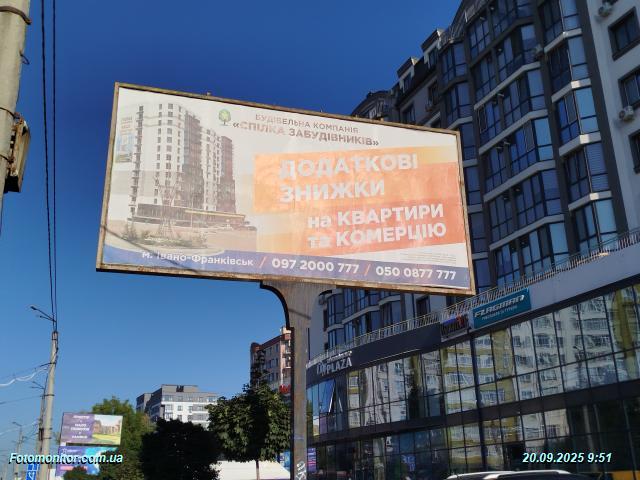 БУДІВЕЛЬНА КОМПАНІЯ
«СПІЛКА ЗАБУДІВНИКІВ»
ДОДАТКОВІ
ЗНИЖКИ
на КВАРТИРИ
та КОМЕРЦІЮ
м. Івано-Франківськ / 097 2000 777 / 050 0877 777
FLAGMAN
PLAZA
Fotomonitor.com.ua
20.09.2025 9:51